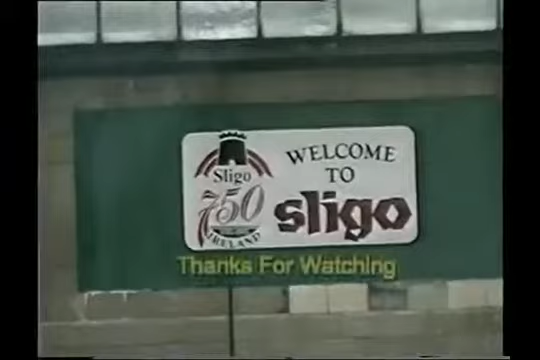 Sligo
750
IRELAND
WELCOME
TO
sligo
Thanks For Watching